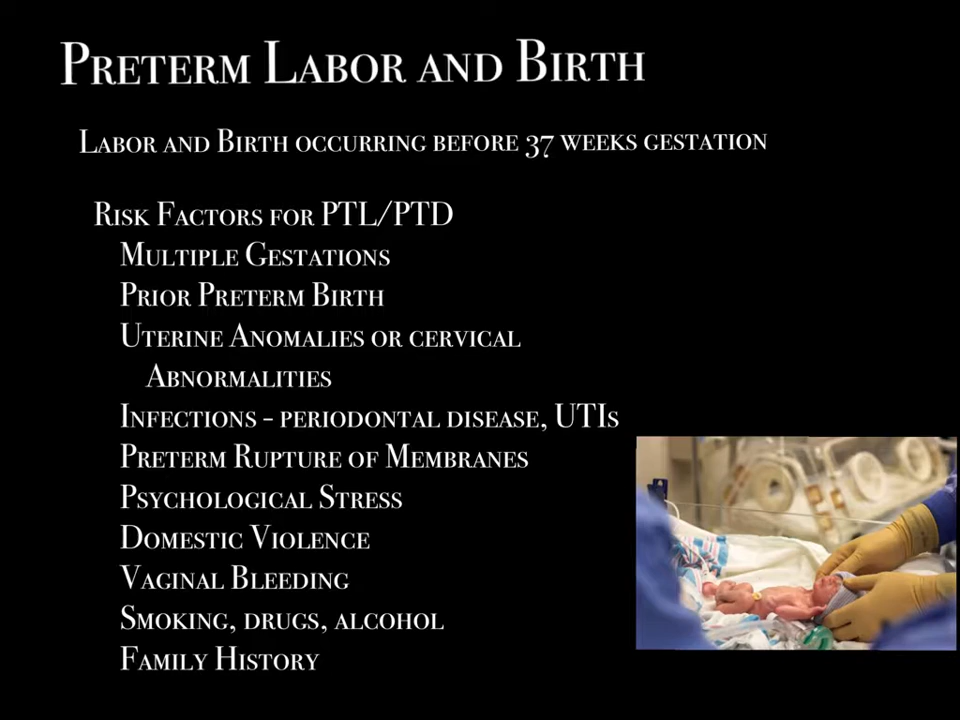 Preterm Labor and Birth
Labor and Birth occurring before 37 weeks gestation
Risk Factors for PTL/PTD
Multiple Gestations
Prior Preterm Birth
Uterine Anomalies or cervical
Abnormalities
Infections - periodontal disease, UTIs
Preterm Rupture of Membranes
Psychological Stress
Domestic Violence
Vaginal Bleeding
Smoking, drugs, alcohol
Family History